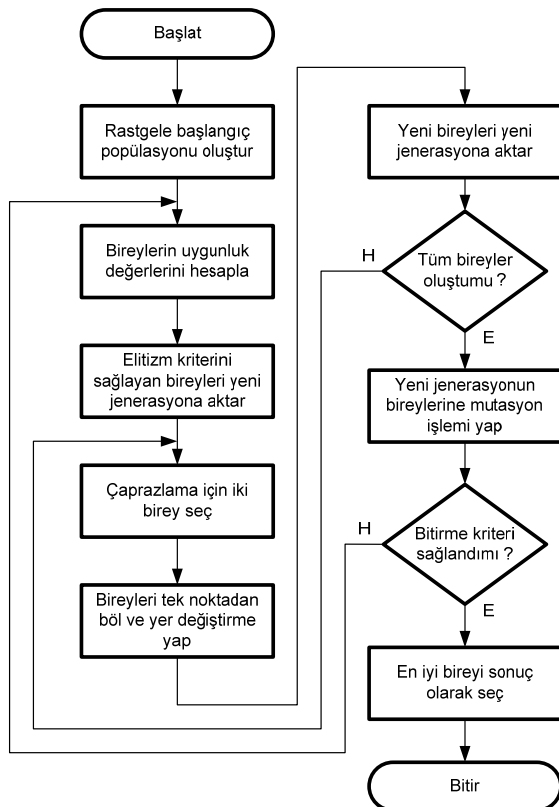 Başlat
Rastgele başlangıç
popülasyonu oluştur
Bireylerin uygunluk
değerlerini hesapla
Elitizm kriterini
sağlayan bireyleri yeni
jenerasyona aktar
Çaprazlama için iki
birey seç
Bireyleri tek noktadan
böl ve yer değiştirme
yap
Yeni bireyleri yeni
jenerasyona aktar
H
Tüm bireyler
oluştumu ?
E
Yeni jenerasyonun
bireylerine mutasyon
işlemi yap
H
Bitirme kriteri
sağlandımı ?
E
En iyi bireyi sonuç
olarak seç
Bitir